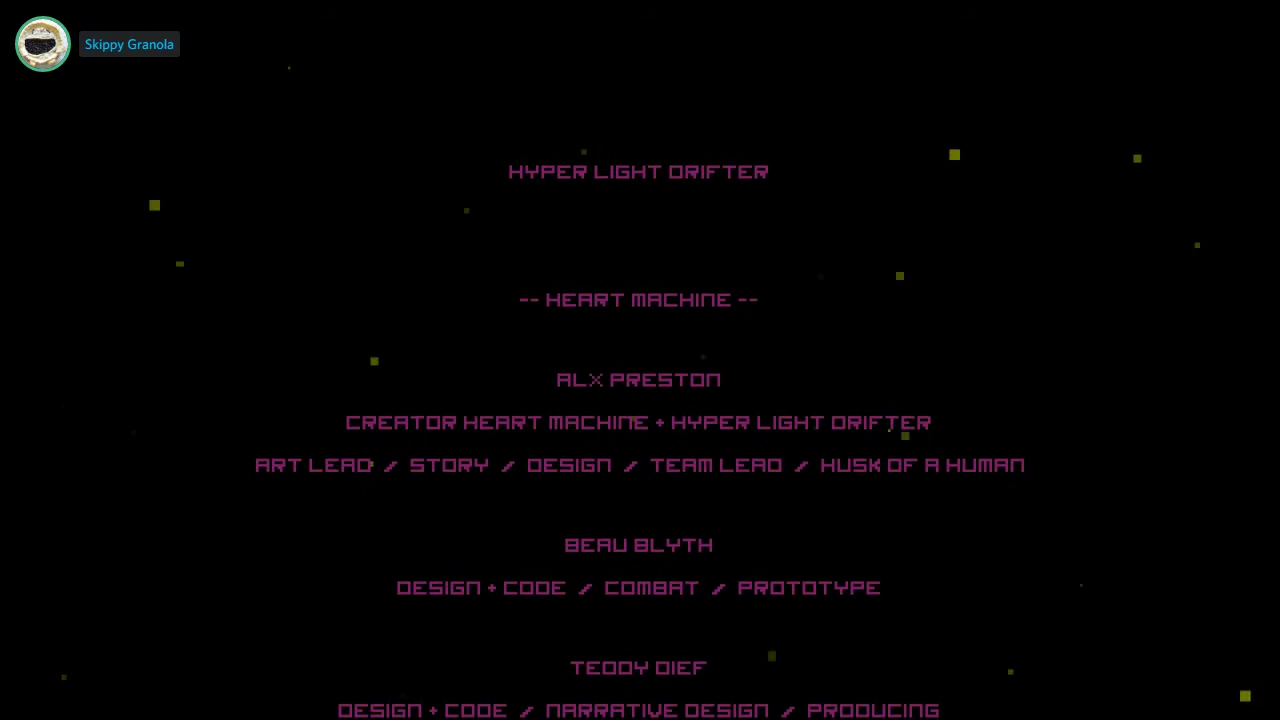 Skippy Granola
HYPER LIGHT DRIFTER
-- HEART MACHINE --
ALX PRESTON
CREATOR HEART MACHINE + HYPER LIGHT DRIFTER
ART LEAD / STORY / DESIGN / TEAM LEAD / HUSK OF A HUMAN
BEAU BLYTH
DESIGN + CODE / COMBAT / PROTOTYPE
TEDDY DIEF
DESIGN + CODE / NARRATIVE DESIGN / PRODUCING